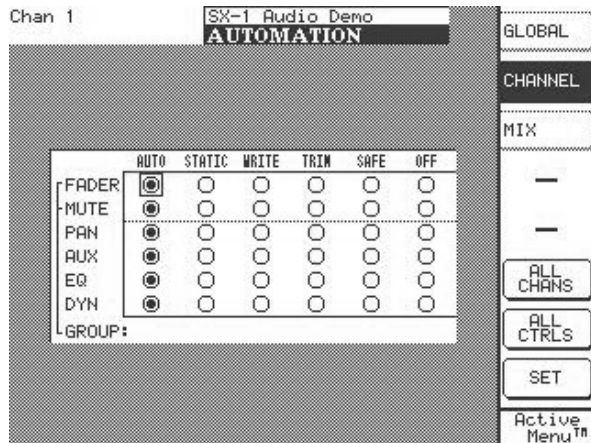 Chan 1
SX-1 Audio Demo
AUTOMATION
GLOBAL
CHANNEL
MIX
AUTO STATIC WRITE TRIM SAFE OFF
FADER
MUTE
PAN
AUX
EQ
DYN
GROUP:
ALL
CHANS
ALL
CTRLS
SET
Active
Menu™